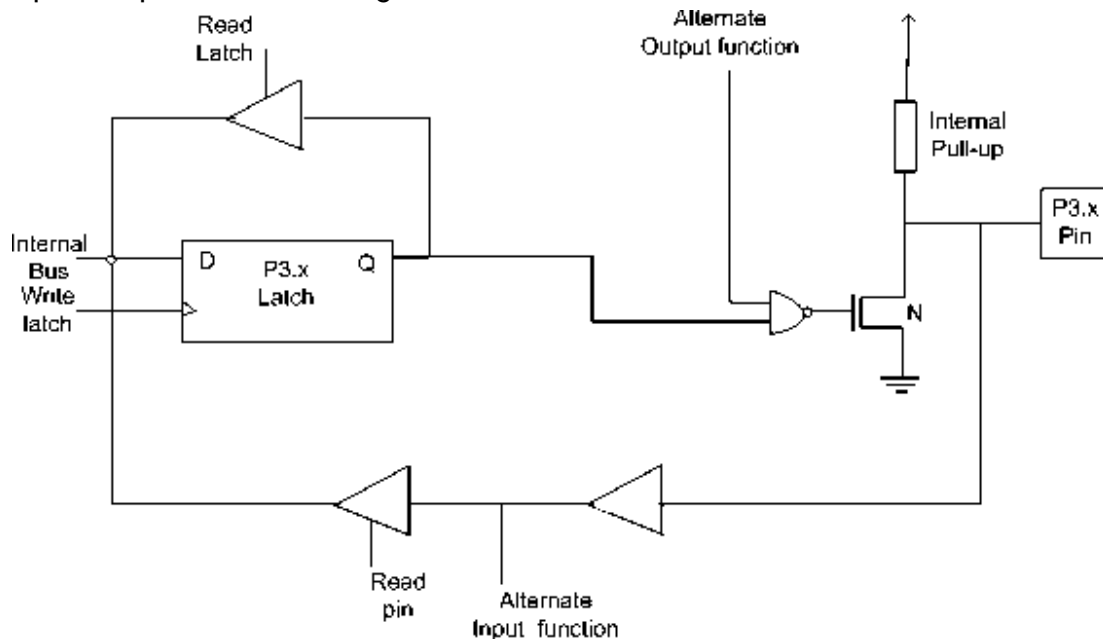 Alternate
Output function
Read
Latch
Internal
Pull-up
P3.x
Pin
Internal
Bus
Write
latch
D
P3.x
Latch
Q
N
Read
pin
Alternate
Input function